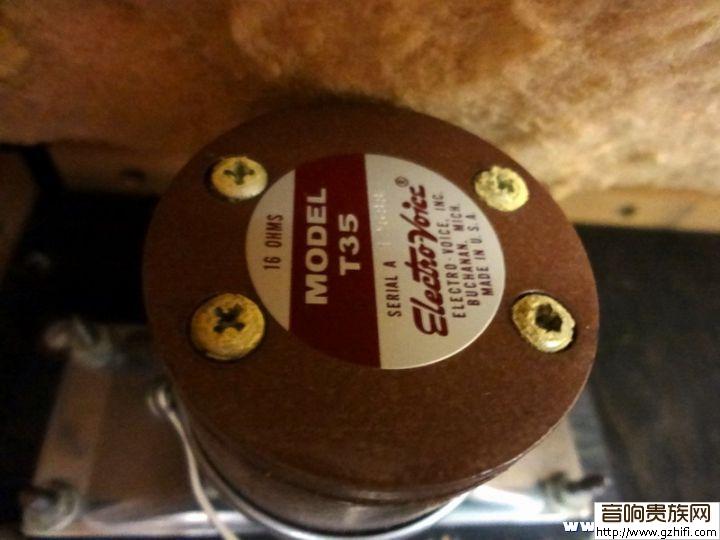 16 OHMS
MODEL
T35
SERIAL A
Electro-Voice®
ELECTRO-VOICE, INC.
BUCHANAN, MICH.
MADE IN U.S.A.
音响贵族网
http://www.gzhifi.com